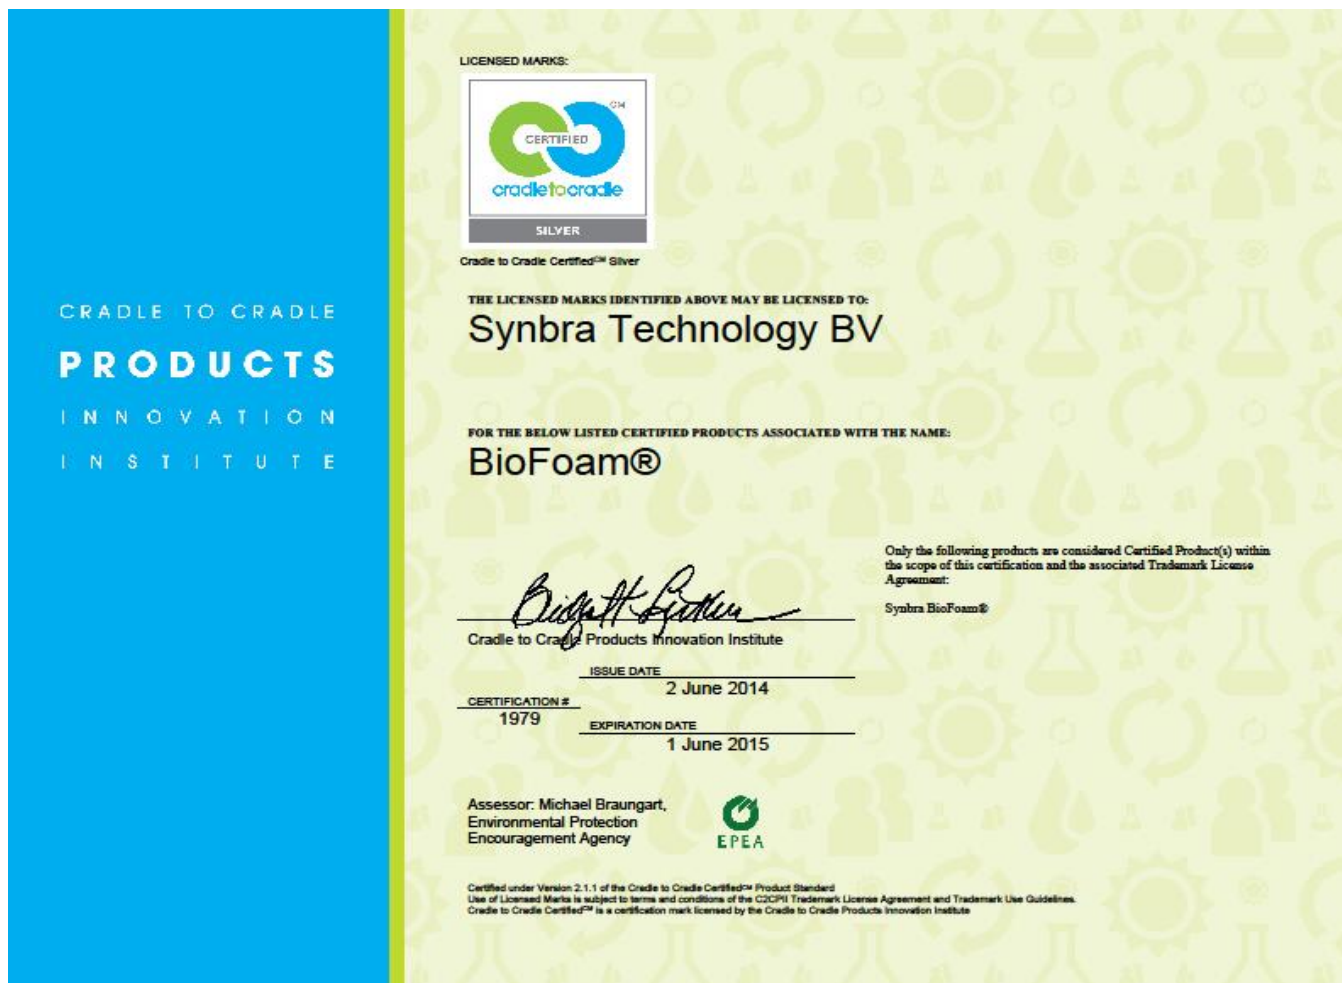 CRADLE TO CRADLE
PRODUCTS
INNOVATION
INSTITUTE
LICENSED MARKS:
CM
CERTIFIED
cradletocradle
SILVER
Cradle to Cradle Certified℠ Silver
THE LICENSED MARKS IDENTIFIED ABOVE MAY BE LICENSED TO:
Synbra Technology BV
FOR THE BELOW LISTED CERTIFIED PRODUCTS ASSOCIATED WITH THE NAME:
BioFoam®
Only the following products are considered Certified Product(s) within
the scope of this certification and the associated Trademark License
Agreement:
Synbra BioFoam®
Cradle to Cradle Products Innovation Institute
ISSUE DATE
2 June 2014
CERTIFICATION #
1979
EXPIRATION DATE
1 June 2015
Assessor: Michael Braungart,
Environmental Protection
Encouragement Agency
EPEA
Certified under Version 2.1.1 of the Cradle to Cradle Certifiedᶜᴹ Product Standard
Use of Licensed Marks is subject to terms and conditions of the C2CPII Trademark License Agreement and Trademark Use Guidelines.
Cradle to Cradle Certifiedᶜᴹ is a certification mark licensed by the Cradle to Cradle Products Innovation Institute